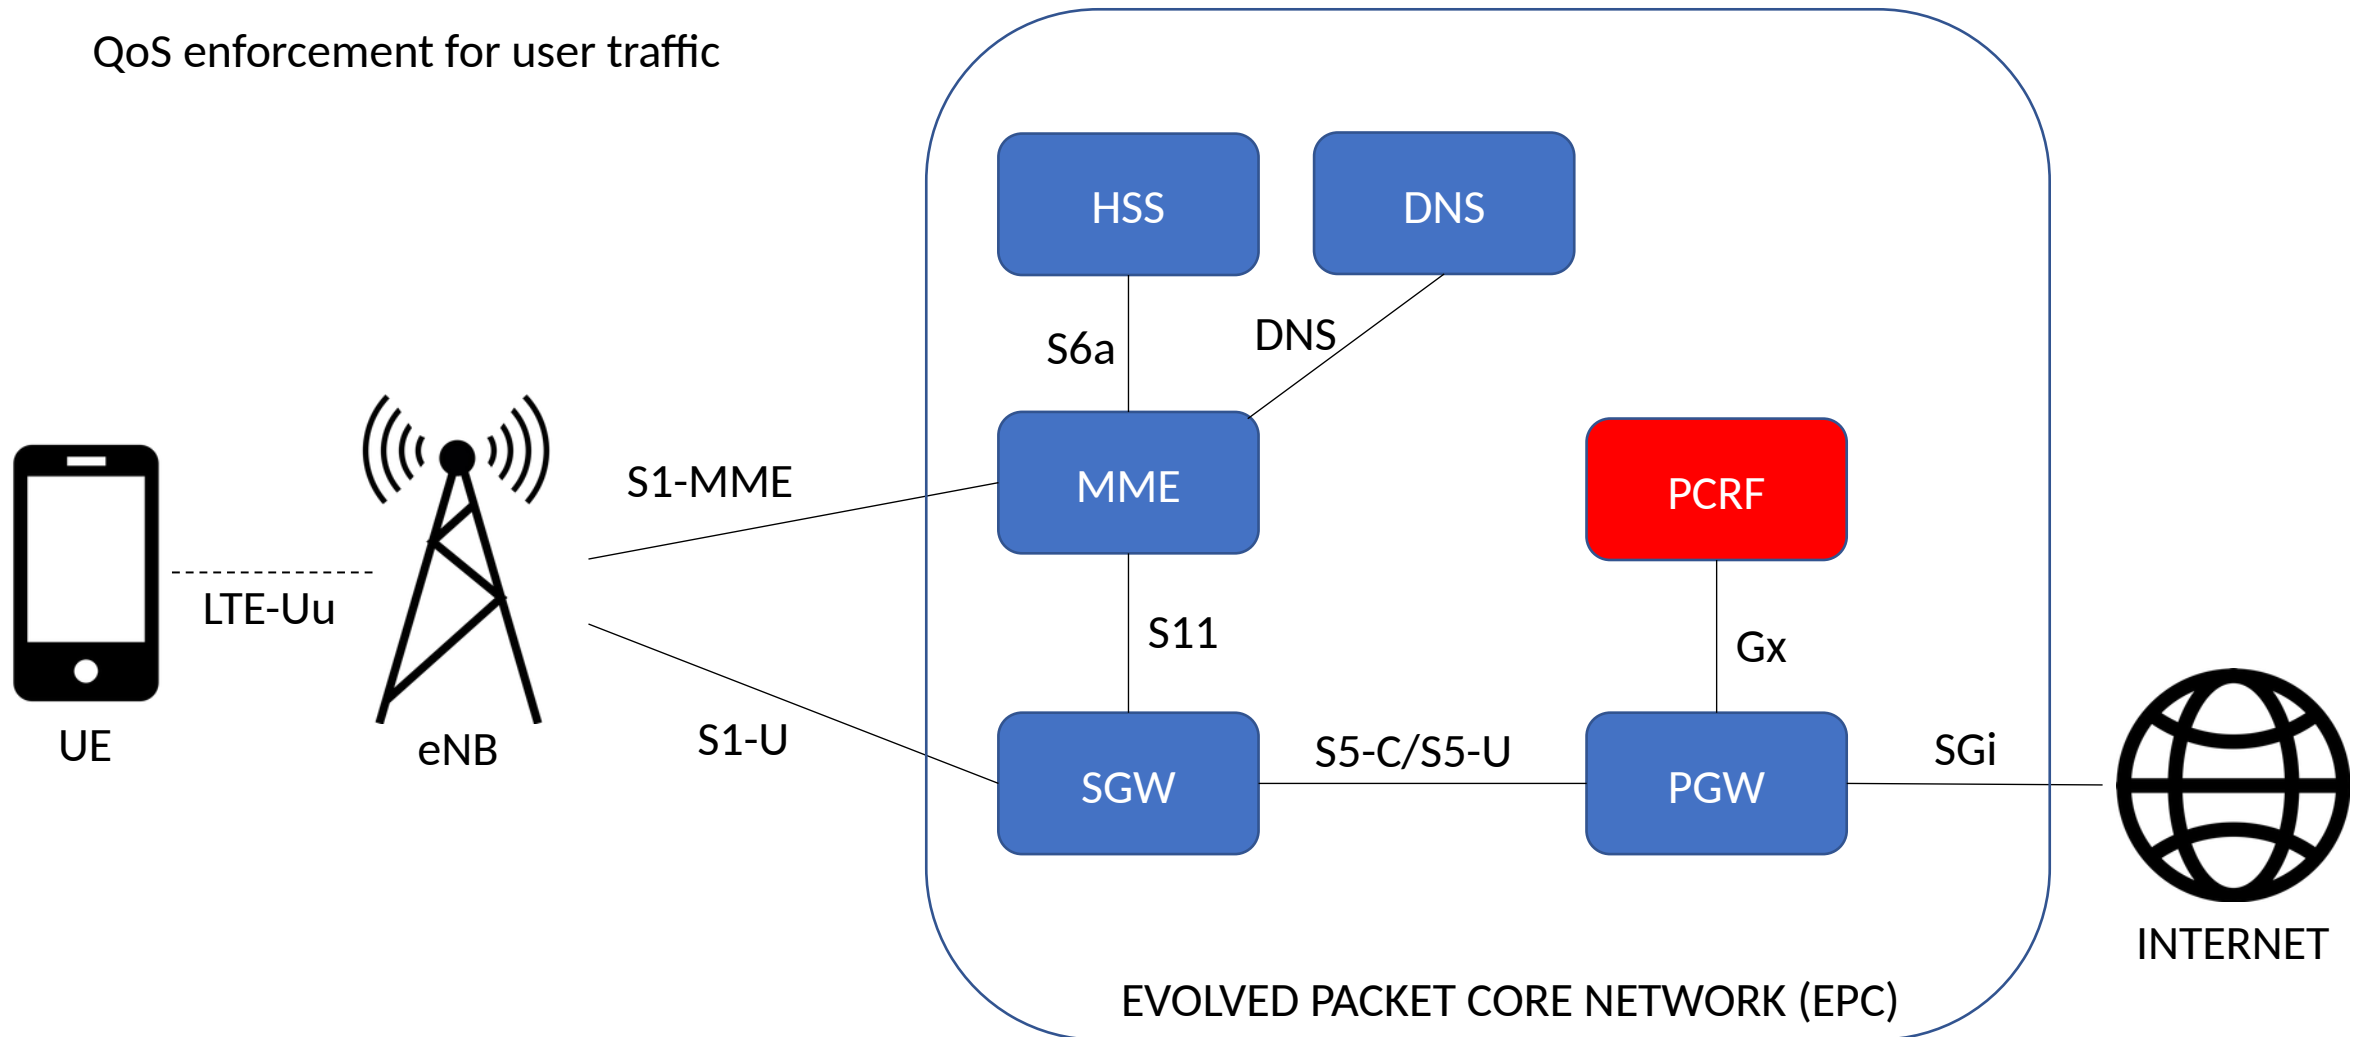 QoS enforcement for user traffic
HSS
DNS
S6a
DNS
S1-MME
MME
PCRF
LTE-Uu
S11
Gx
UE
eNB
S1-U
SGW
S5-C/S5-U
PGW
SGi
INTERNET
EVOLVED PACKET CORE NETWORK (EPC)